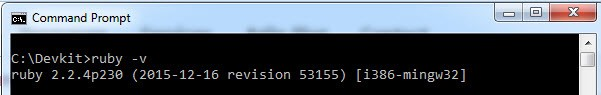 Command Prompt
C:\Devkit>ruby -v
ruby 2.2.4p230 (2015-12-16 revision 53155) [i386-mingw32]